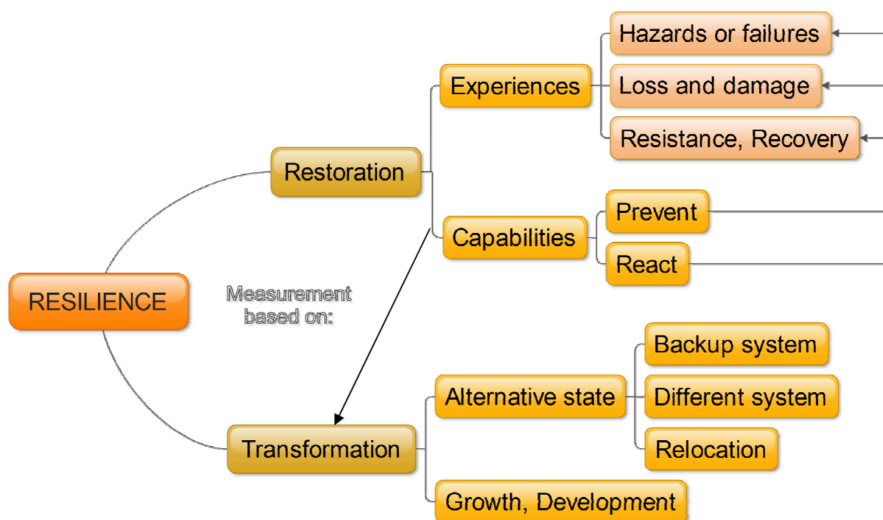 Hazards or failures
Experiences
Loss and damage
Resistance, Recovery
Restoration
Prevent
Capabilities
React
RESILIENCE
Measurement
based on:
Backup system
Alternative state
Different system
Transformation
Relocation
Growth, Development